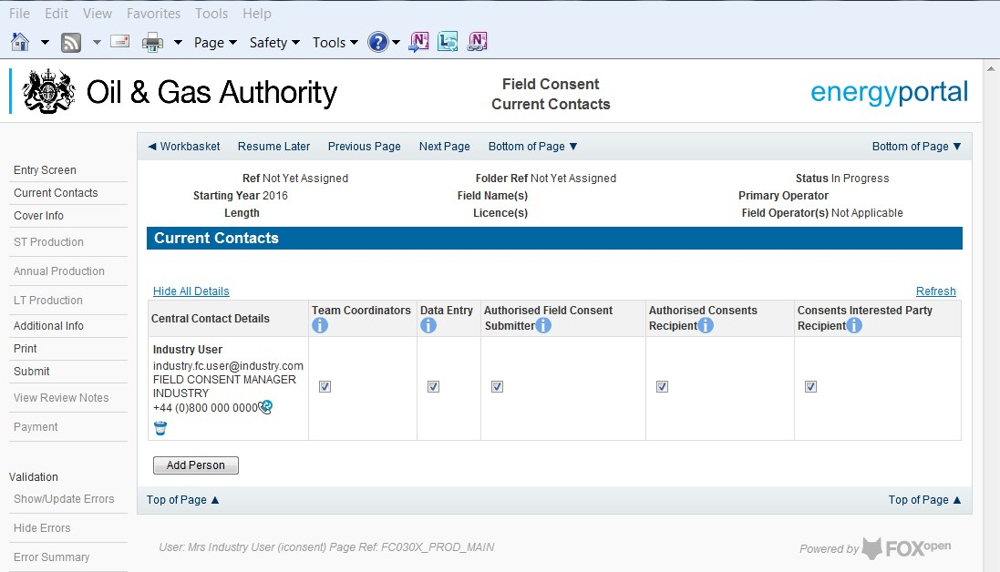 File Edit View Favorites Tools Help
Page Safety Tools
Oil & Gas Authority
Field Consent
Current Contacts
energyportal
Workbasket Resume Later Previous Page Next Page Bottom of Page Bottom of Page
Entry Screen
Current Contacts
Cover Info
ST Production
Annual Production
LT Production
Additional Info
Print
Submit
View Review Notes
Payment
Validation
Show/Update Errors
Hide Errors
Error Summary
Ref Not Yet Assigned Folder Ref Not Yet Assigned Status In Progress
Starting Year 2016 Field Name(s) Primary Operator
Length Licence(s) Field Operator(s) Not Applicable
Current Contacts
Hide All Details Refresh
Central Contact Details
Team Coordinators
Data Entry
Authorised Field Consent
Submitter
Authorised Consents
Recipient
Consents Interested Party
Recipient
Industry User
industry.fc.user@industry.com
FIELD CONSENT MANAGER
INDUSTRY
+44 (0)800 000 0000
Add Person
Top of Page Top of Page
User: Mrs Industry User (iconsent) Page Ref: FC030X_PROD_MAIN
Powered by FOXopen